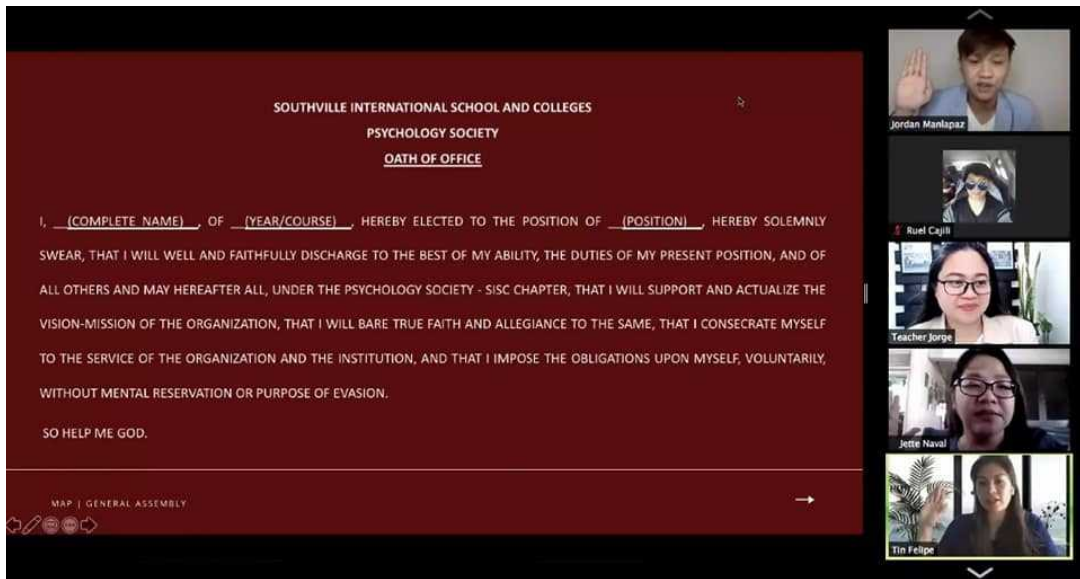 SOUTHVILLE INTERNATIONAL SCHOOL AND COLLEGES
PSYCHOLOGY SOCIETY
OATH OF OFFICE
I, __(COMPLETE NAME)__, OF __(YEAR/COURSE)__, HEREBY ELECTED TO THE POSITION OF __(POSITION)__, HEREBY SOLEMNLY
SWEAR, THAT I WILL WELL AND FAITHFULLY DISCHARGE TO THE BEST OF MY ABILITY, THE DUTIES OF MY PRESENT POSITION, AND OF
ALL OTHERS AND MAY HEREAFTER ALL, UNDER THE PSYCHOLOGY SOCIETY - SISC CHAPTER, THAT I WILL SUPPORT AND ACTUALIZE THE
VISION-MISSION OF THE ORGANIZATION, THAT I WILL BARE TRUE FAITH AND ALLEGIANCE TO THE SAME, THAT I CONSECRATE MYSELF
TO THE SERVICE OF THE ORGANIZATION AND THE INSTITUTION, AND THAT I IMPOSE THE OBLIGATIONS UPON MYSELF, VOLUNTARILY,
WITHOUT MENTAL RESERVATION OR PURPOSE OF EVASION.
SO HELP ME GOD.
MAP | GENERAL ASSEMBLY
Jordan Manlapaz
Ruel Cajili
Teacher Jorge
Jette Naval
Tin Felipe